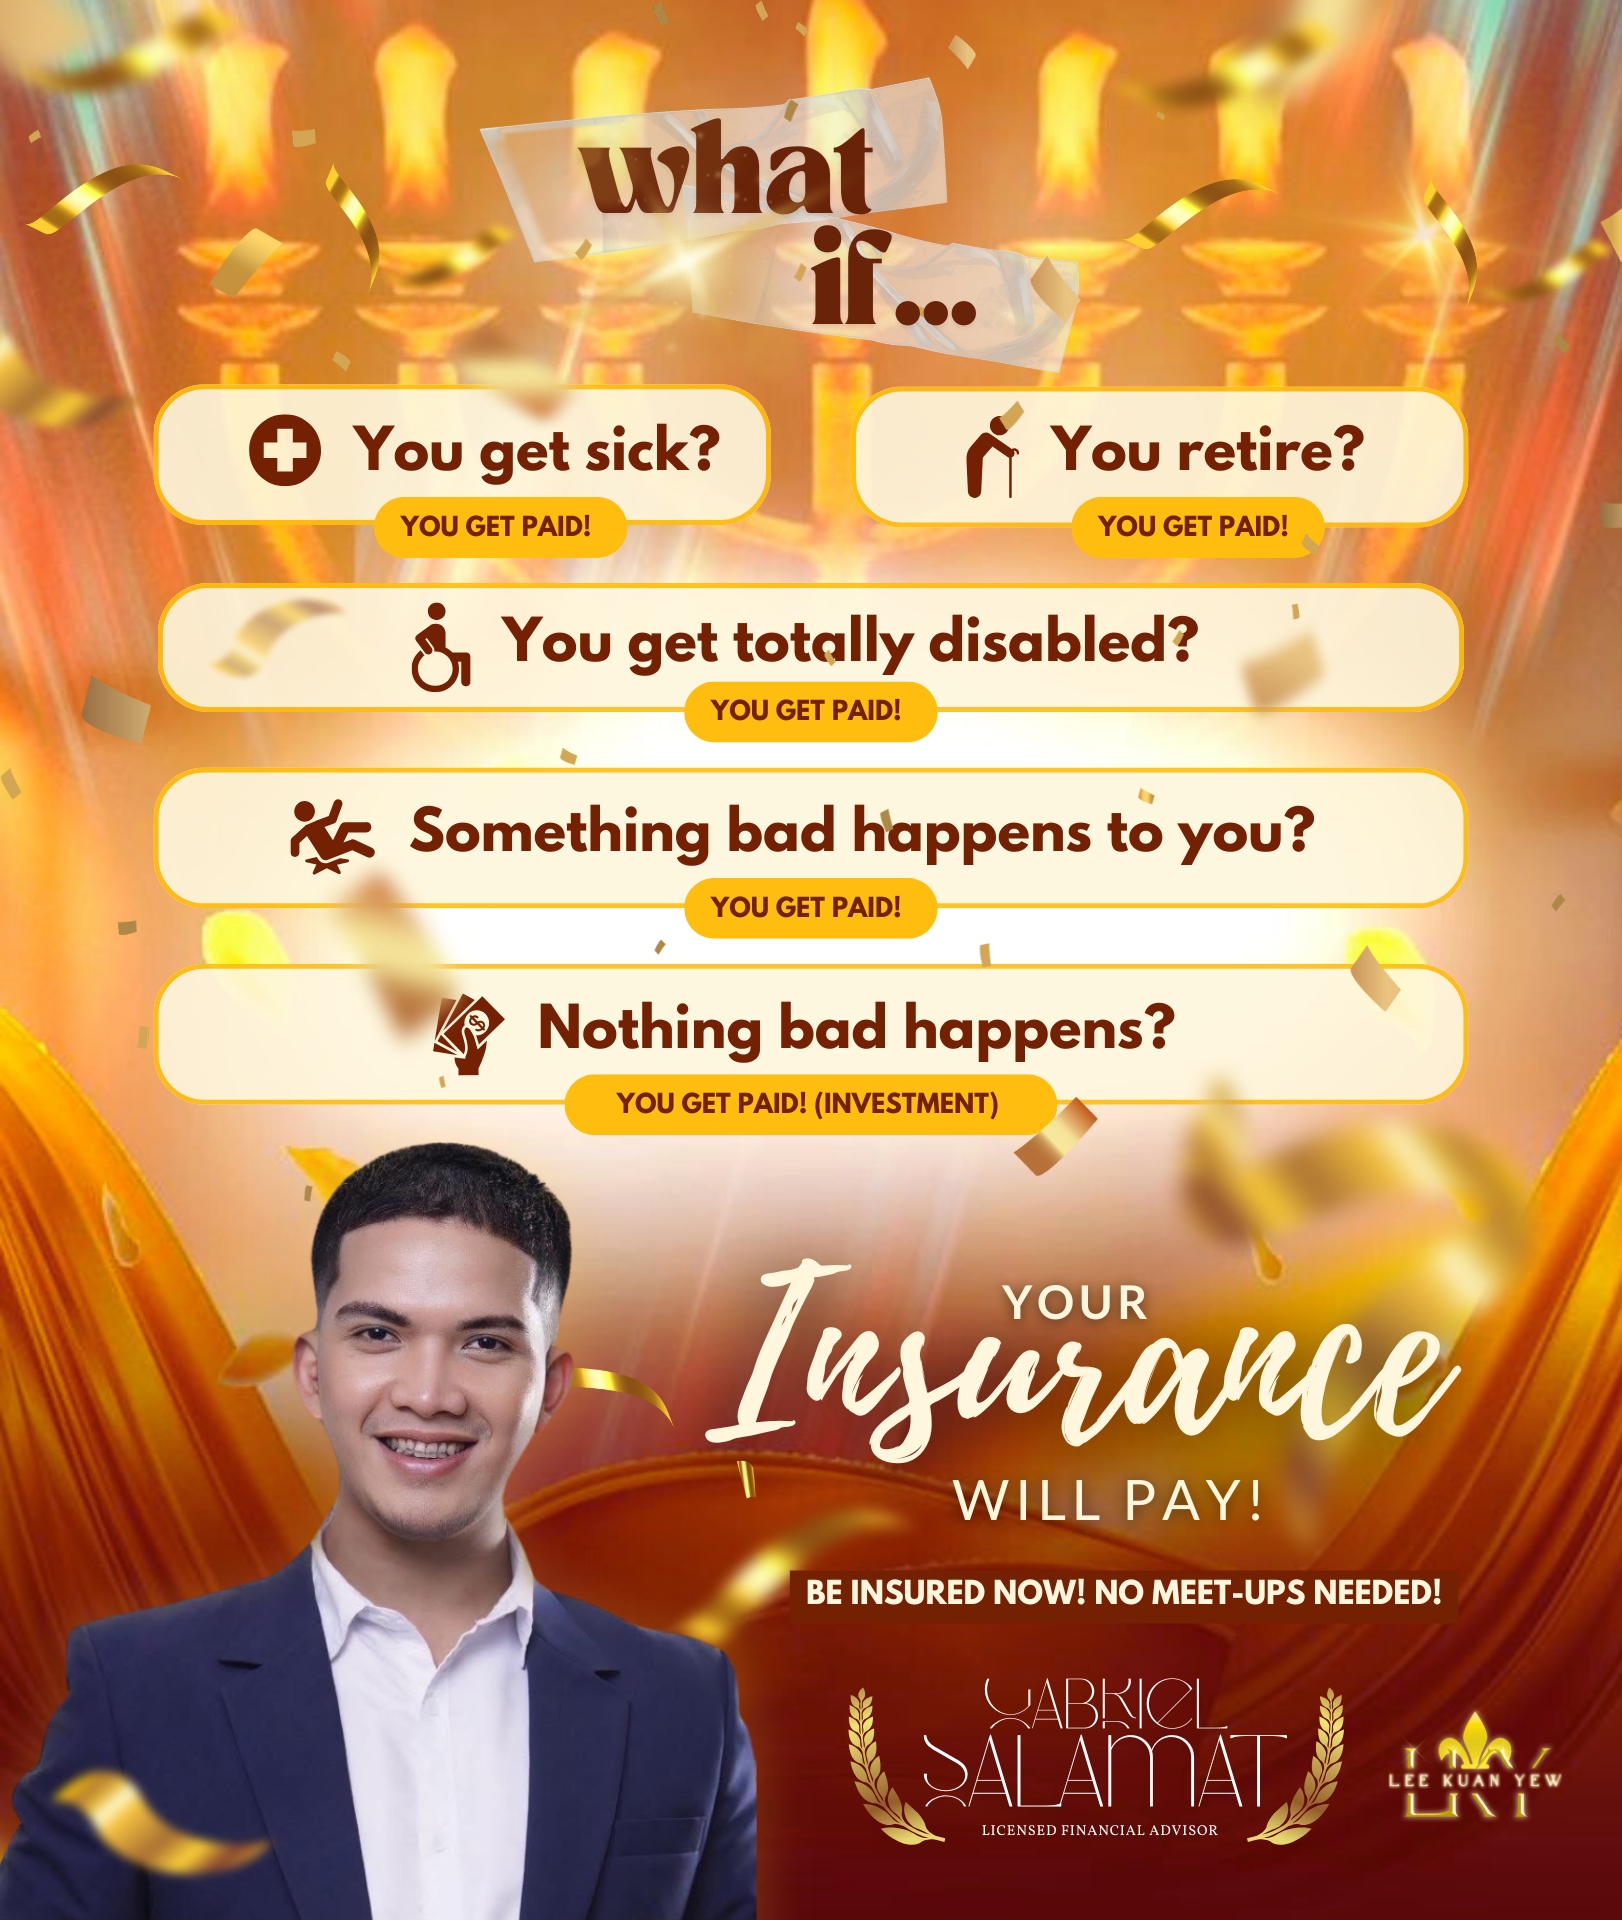 what
if...
You get sick?
YOU GET PAID!
You retire?
YOU GET PAID!
You get totally disabled?
YOU GET PAID!
Something bad happens to you?
YOU GET PAID!
Nothing bad happens?
YOU GET PAID! (INVESTMENT)
YOUR
Insurance
WILL PAY!
BE INSURED NOW! NO MEET-UPS NEEDED!
GABRIEL
SALAMAT
LICENSED FINANCIAL ADVISOR
LKY
LEE KUAN YEW